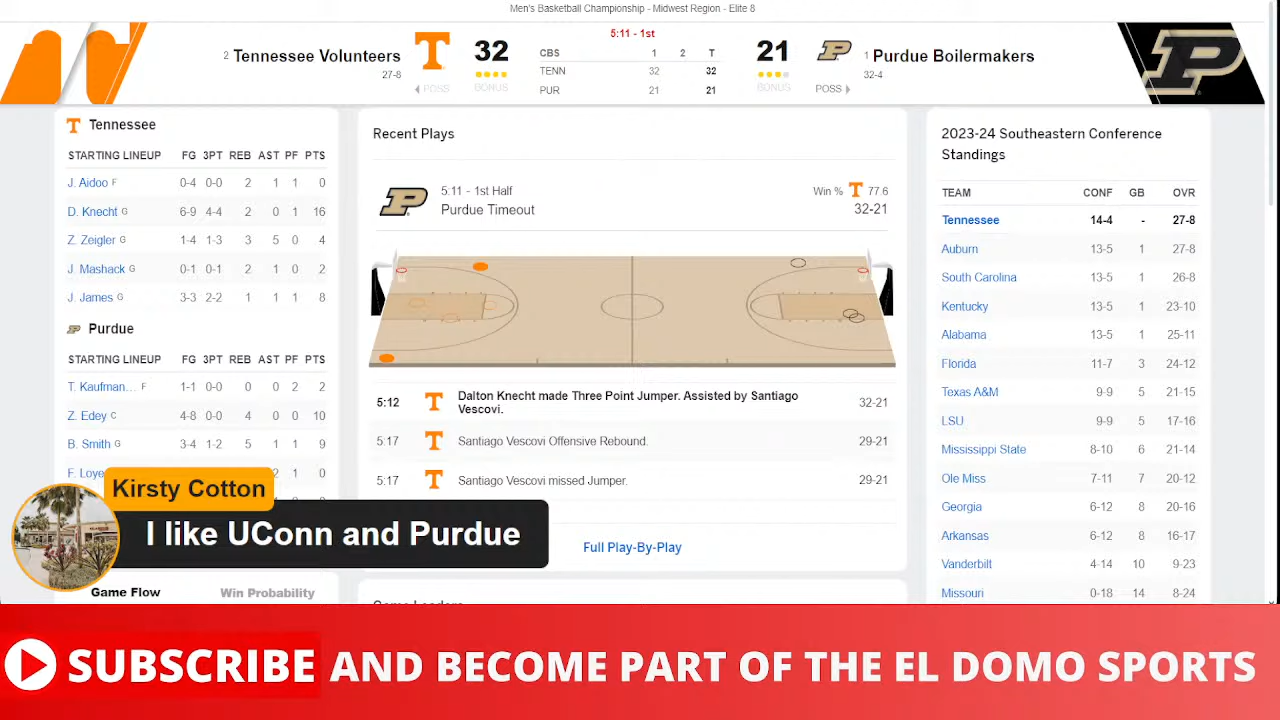 Men's Basketball Championship - Midwest Region - Elite 8
2 Tennessee Volunteers
27-8
T
32
BONUS
POSS
5:11 - 1st
CBS 1 2 T
TENN 32 32
PUR 21 21
21
BONUS
P
POSS
1 Purdue Boilermakers
32-4
P
T Tennessee
STARTING LINEUP FG 3PT REB AST PF PTS
J. Aidoo F 0-4 0-0 2 1 1 0
D. Knecht G 6-9 4-4 2 0 1 16
Z. Zeigler G 1-4 1-3 3 5 0 4
J. Mashack G 0-1 0-1 2 1 0 2
J. James G 3-3 2-2 1 1 1 8
P Purdue
STARTING LINEUP FG 3PT REB AST PF PTS
T. Kaufman... F 1-1 0-0 0 0 2 2
Z. Edey C 4-8 0-0 4 0 0 10
B. Smith G 3-4 1-2 5 1 1 9
F. Loye 2 1 0
Game Flow Win Probability
Recent Plays
P
5:11 - 1st Half
Purdue Timeout
Win % T 77.6
32-21
5:12 T Dalton Knecht made Three Point Jumper. Assisted by Santiago
Vescovi. 32-21
5:17 T Santiago Vescovi Offensive Rebound. 29-21
5:17 T Santiago Vescovi missed Jumper. 29-21
Full Play-By-Play
2023-24 Southeastern Conference
Standings
TEAM CONF GB OVR
Tennessee 14-4 - 27-8
Auburn 13-5 1 27-8
South Carolina 13-5 1 26-8
Kentucky 13-5 1 23-10
Alabama 13-5 1 25-11
Florida 11-7 3 24-12
Texas A&M 9-9 5 21-15
LSU 9-9 5 17-16
Mississippi State 8-10 6 21-14
Ole Miss 7-11 7 20-12
Georgia 6-12 8 20-16
Arkansas 6-12 8 16-17
Vanderbilt 4-14 10 9-23
Missouri 0-18 14 8-24
Kirsty Cotton
I like UConn and Purdue
SUBSCRIBE AND BECOME PART OF THE EL DOMO SPORTS